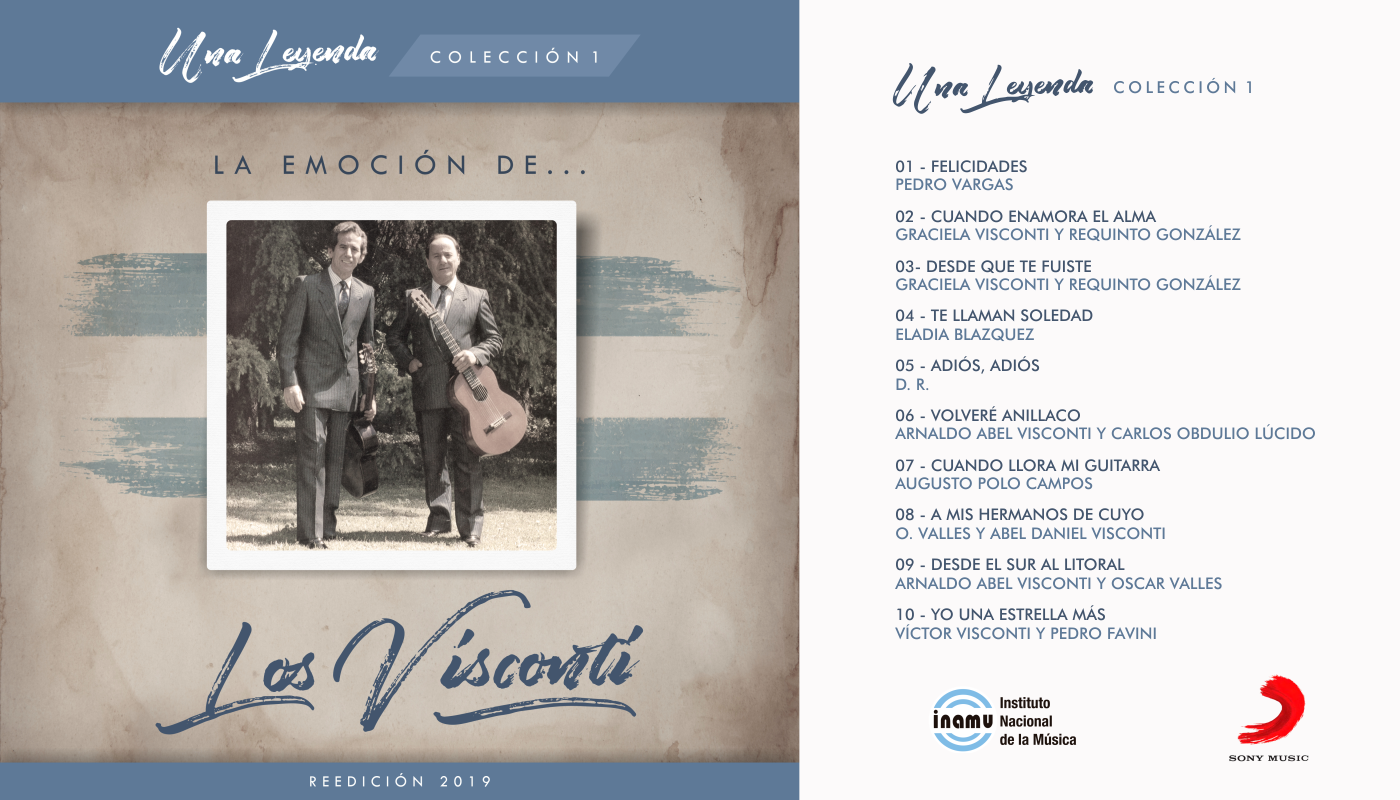 Una Leyenda COLECCIÓN 1
LA EMOCIÓN DE...
Los Visconti
REEDICIÓN 2019
Una Leyenda COLECCIÓN 1
01 - FELICIDADES
PEDRO VARGAS
02 - CUANDO ENAMORA EL ALMA
GRACIELA VISCONTI Y REQUINTO GONZÁLEZ
03- DESDE QUE TE FUISTE
GRACIELA VISCONTI Y REQUINTO GONZÁLEZ
04 - TE LLAMAN SOLEDAD
ELADIA BLAZQUEZ
05 - ADIÓS, ADIÓS
D. R.
06 - VOLVERÉ ANILLACO
ARNALDO ABEL VISCONTI Y CARLOS OBDULIO LÚCIDO
07 - CUANDO LLORA MI GUITARRA
AUGUSTO POLO CAMPOS
08 - A MIS HERMANOS DE CUYO
O. VALLES Y ABEL DANIEL VISCONTI
09 - DESDE EL SUR AL LITORAL
ARNALDO ABEL VISCONTI Y OSCAR VALLES
10 - YO UNA ESTRELLA MÁS
VÍCTOR VISCONTI Y PEDRO FAVINI
inamu
Instituto
Nacional
de la Música
SONY MUSIC